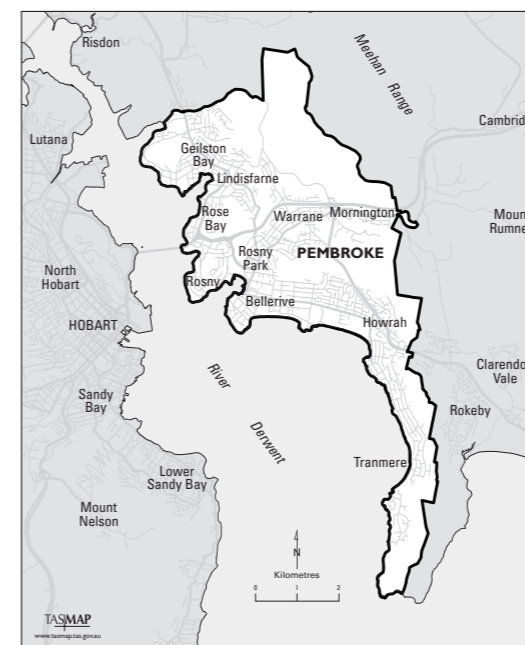 Risdon
Meehan Range
Cambrid
Lutana
Geilston
Bay
Lindisfarne
Rose
Bay
Warrane
Mornington
Moun
Rumne
North
Hobart
Rosny
Park
PEMBROKE
Rosny
Bellerive
HOBART
Howrah
River
Derwent
Clarendo
Vale
Sandy
Bay
Rokeby
Lower
Sandy Bay
Tranmere
Mount
Nelson
N
Kilometres
0 1 2
TASMAP
www.tasmap.tas.gov.au